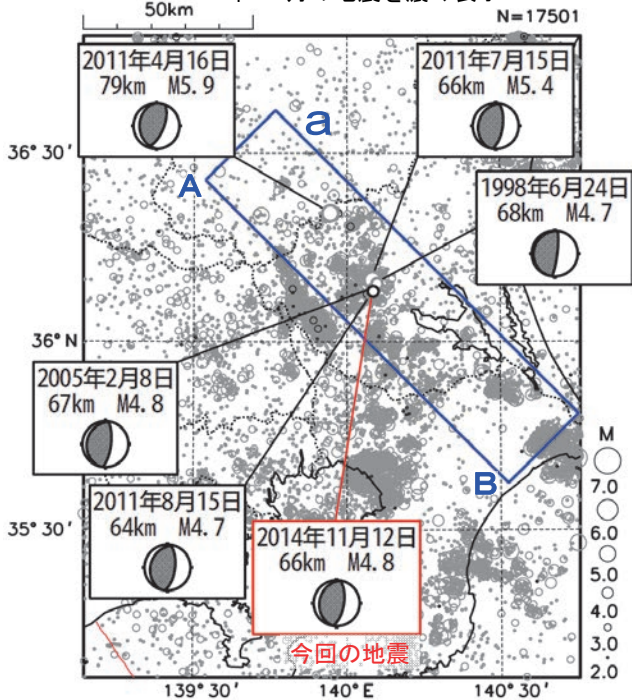 50km
N=17501
2011年4月16日
79km M5.9
2011年7月15日
66km M5.4
a
36°30′
A
1998年6月24日
68km M4.7
36°N
2005年2月8日
67km M4.8
B
M
2011年8月15日
64km M4.7
2014年11月12日
66km M4.8
35°30′
7.0
6.0
5.0
4.0
3.0
2.0
今回の地震
139°30′
140°E
140°30′